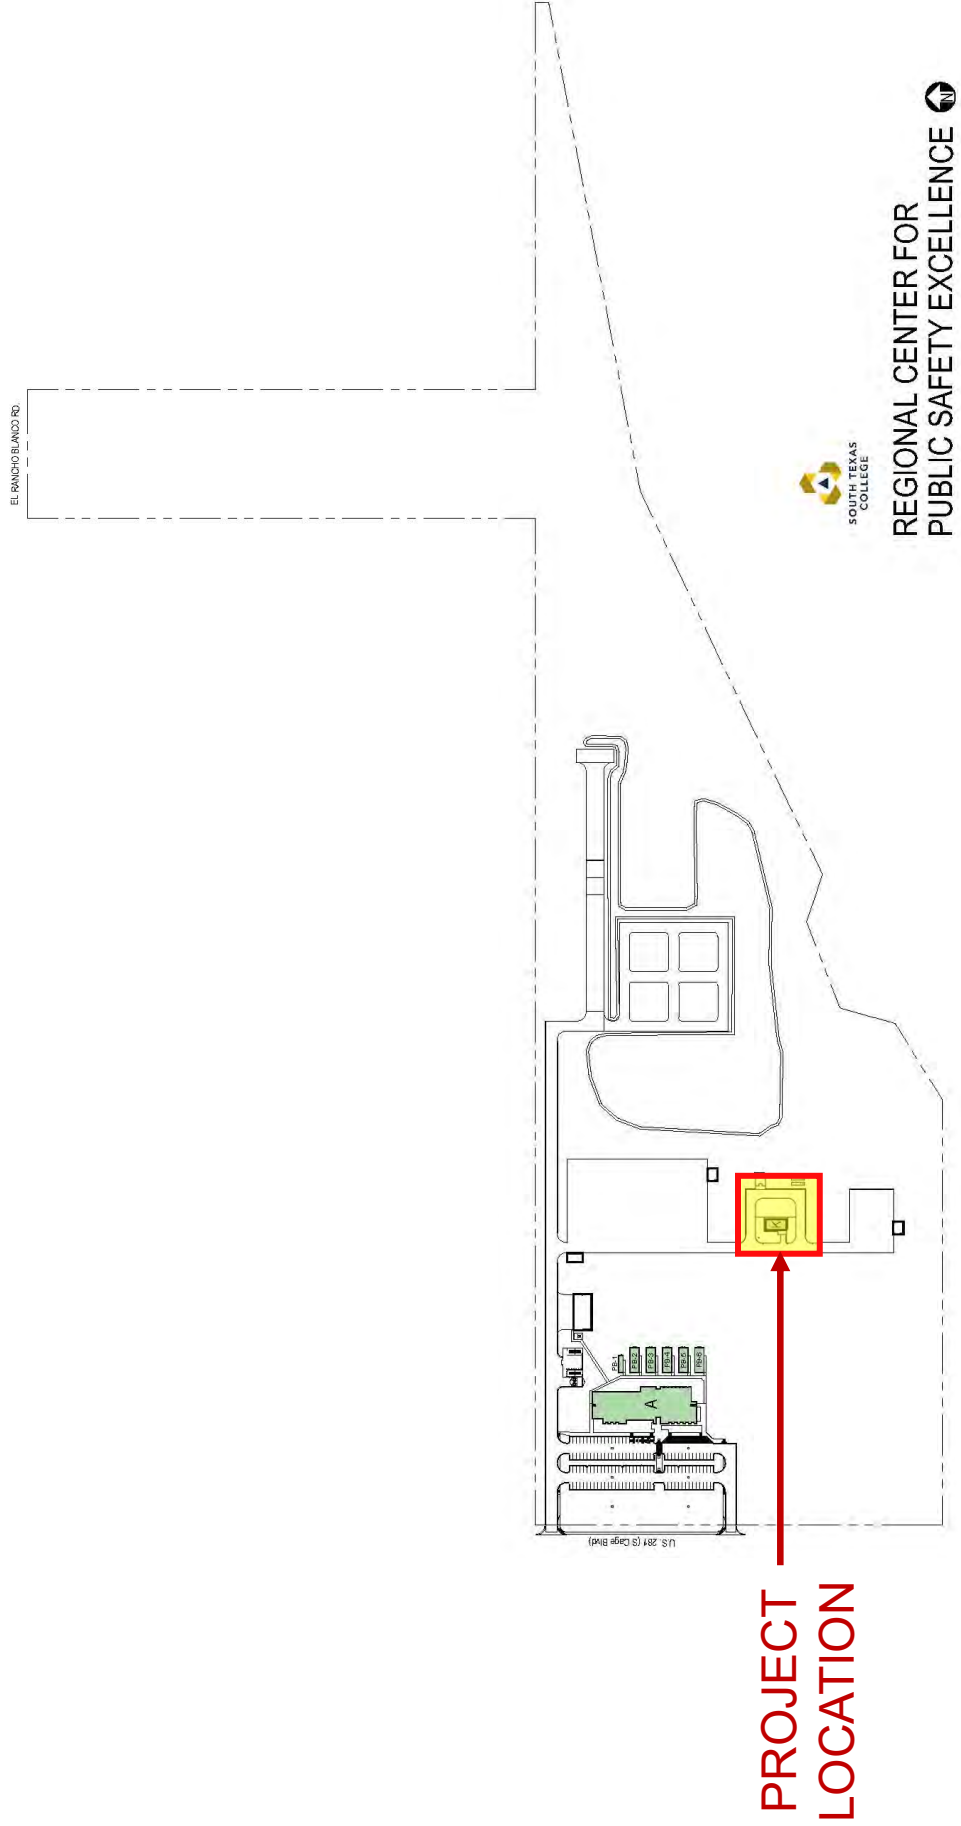 EL RANCHO BLANCO RD.
U.S. 281 (S Cage Blvd)
A
PB-1
PB-2
PB-3
PB-4
PB-5
PB-6
K
PROJECT
LOCATION
SOUTH TEXAS
COLLEGE
REGIONAL CENTER FOR
PUBLIC SAFETY EXCELLENCE
N